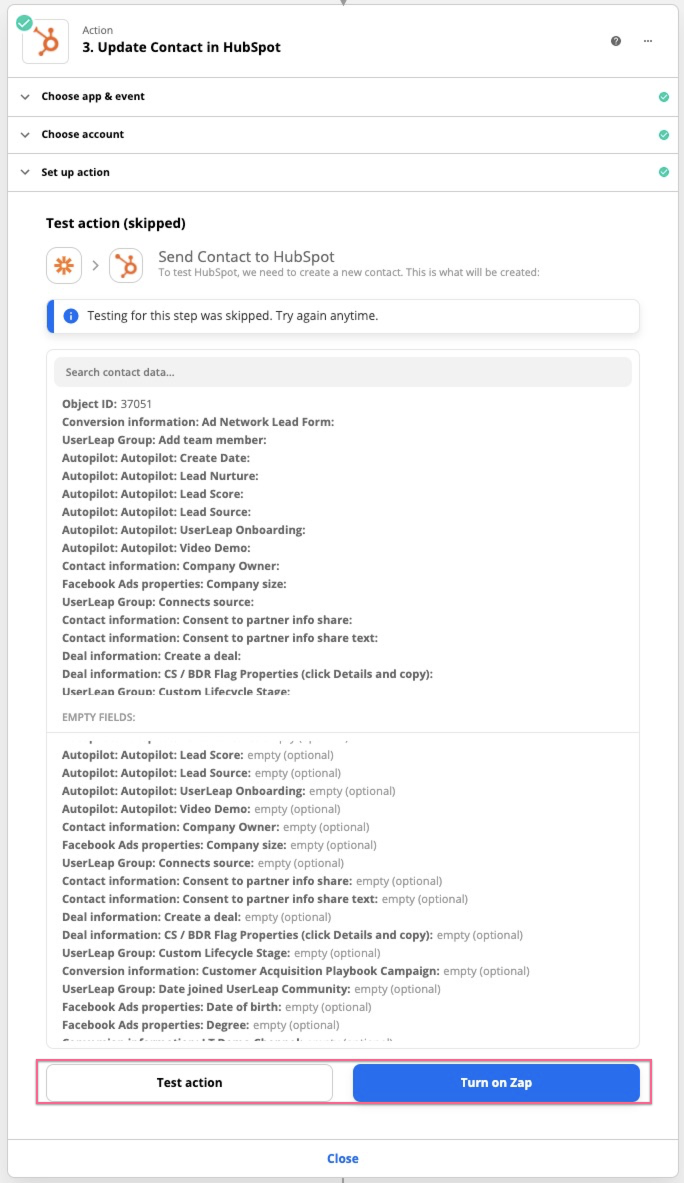 Action
3. Update Contact in HubSpot
Choose app & event
Choose account
Set up action
Test action (skipped)
Send Contact to HubSpot
To test HubSpot, we need to create a new contact. This is what will be created:
Testing for this step was skipped. Try again anytime.
Search contact data...
Object ID: 37051
Conversion information: Ad Network Lead Form:
UserLeap Group: Add team member:
Autopilot: Autopilot: Create Date:
Autopilot: Autopilot: Lead Nurture:
Autopilot: Autopilot: Lead Score:
Autopilot: Autopilot: Lead Source:
Autopilot: Autopilot: UserLeap Onboarding:
Autopilot: Autopilot: Video Demo:
Contact information: Company Owner:
Facebook Ads properties: Company size:
UserLeap Group: Connects source:
Contact information: Consent to partner info share:
Contact information: Consent to partner info share text:
Deal information: Create a deal:
Deal information: CS / BDR Flag Properties (click Details and copy):
UserLeap Group: Custom Lifecycle Stage:
EMPTY FIELDS:
Autopilot: Autopilot: Lead Score: empty (optional)
Autopilot: Autopilot: Lead Source: empty (optional)
Autopilot: Autopilot: UserLeap Onboarding: empty (optional)
Autopilot: Autopilot: Video Demo: empty (optional)
Contact information: Company Owner: empty (optional)
Facebook Ads properties: Company size: empty (optional)
UserLeap Group: Connects source: empty (optional)
Contact information: Consent to partner info share: empty (optional)
Contact information: Consent to partner info share text: empty (optional)
Deal information: Create a deal: empty (optional)
Deal information: CS / BDR Flag Properties (click Details and copy): empty (optional)
UserLeap Group: Custom Lifecycle Stage: empty (optional)
Conversion information: Customer Acquisition Playbook Campaign: empty (optional)
UserLeap Group: Date joined UserLeap Community: empty (optional)
Facebook Ads properties: Date of birth: empty (optional)
Facebook Ads properties: Degree: empty (optional)
Test action
Turn on Zap
Close